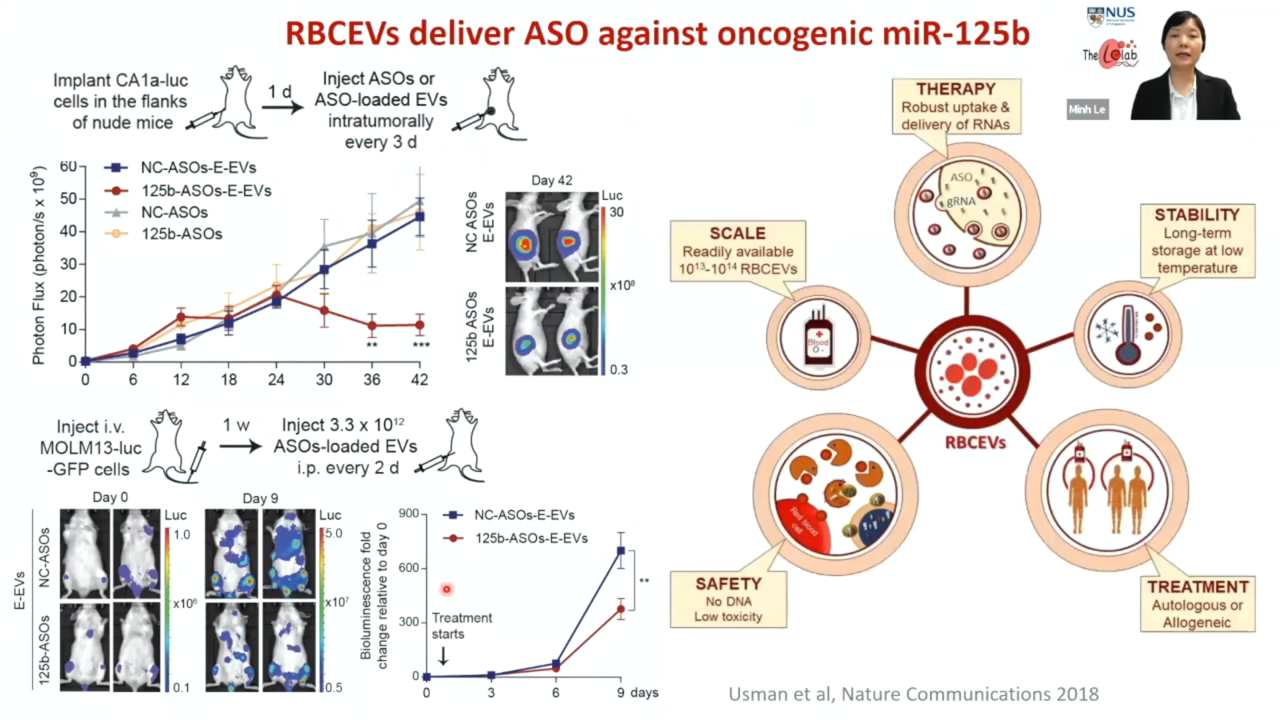 RBCEVs deliver ASO against oncogenic miR-125b
NUS
The Le lab
Minh Le
Implant CA1a-luc
cells in the flanks
of nude mice
1 d
Inject ASOs or
ASO-loaded EVs
intratumorally
every 3 d
Photon Flux (photon/s x 10⁹)
60
50
40
30
20
10
0
0 6 12 18 24 30 36 42
NC-ASOs-E-EVs
125b-ASOs-E-EVs
NC-ASOs
125b-ASOs
** ***
Day 42
NC ASOs
E-EVs
125b ASOs
E-EVs
Luc
30
x10⁸
0.3
Inject i.v.
MOLM13-luc
-GFP cells
1 w
Inject 3.3 x 10¹²
ASOs-loaded EVs
i.p. every 2 d
Day 0
Day 9
E-EVs
NC-ASOs
125b-ASOs
Luc
1.0
x10⁶
0.1
Luc
5.0
x10⁷
0.5
Bioluminescence fold
change relative to day 0
900
600
300
0
0 3 6 9 days
NC-ASOs-E-EVs
125b-ASOs-E-EVs
**
Treatment
starts
THERAPY
Robust uptake &
delivery of RNAs
ASO
gRNA
SCALE
Readily available
10¹³-10¹⁴ RBCEVs
Blood
O -
STABILITY
Long-term
storage at low
temperature
RBCEVs
Red blood
cell
SAFETY
No DNA
Low toxicity
TREATMENT
Autologous or
Allogeneic
Usman et al, Nature Communications 2018